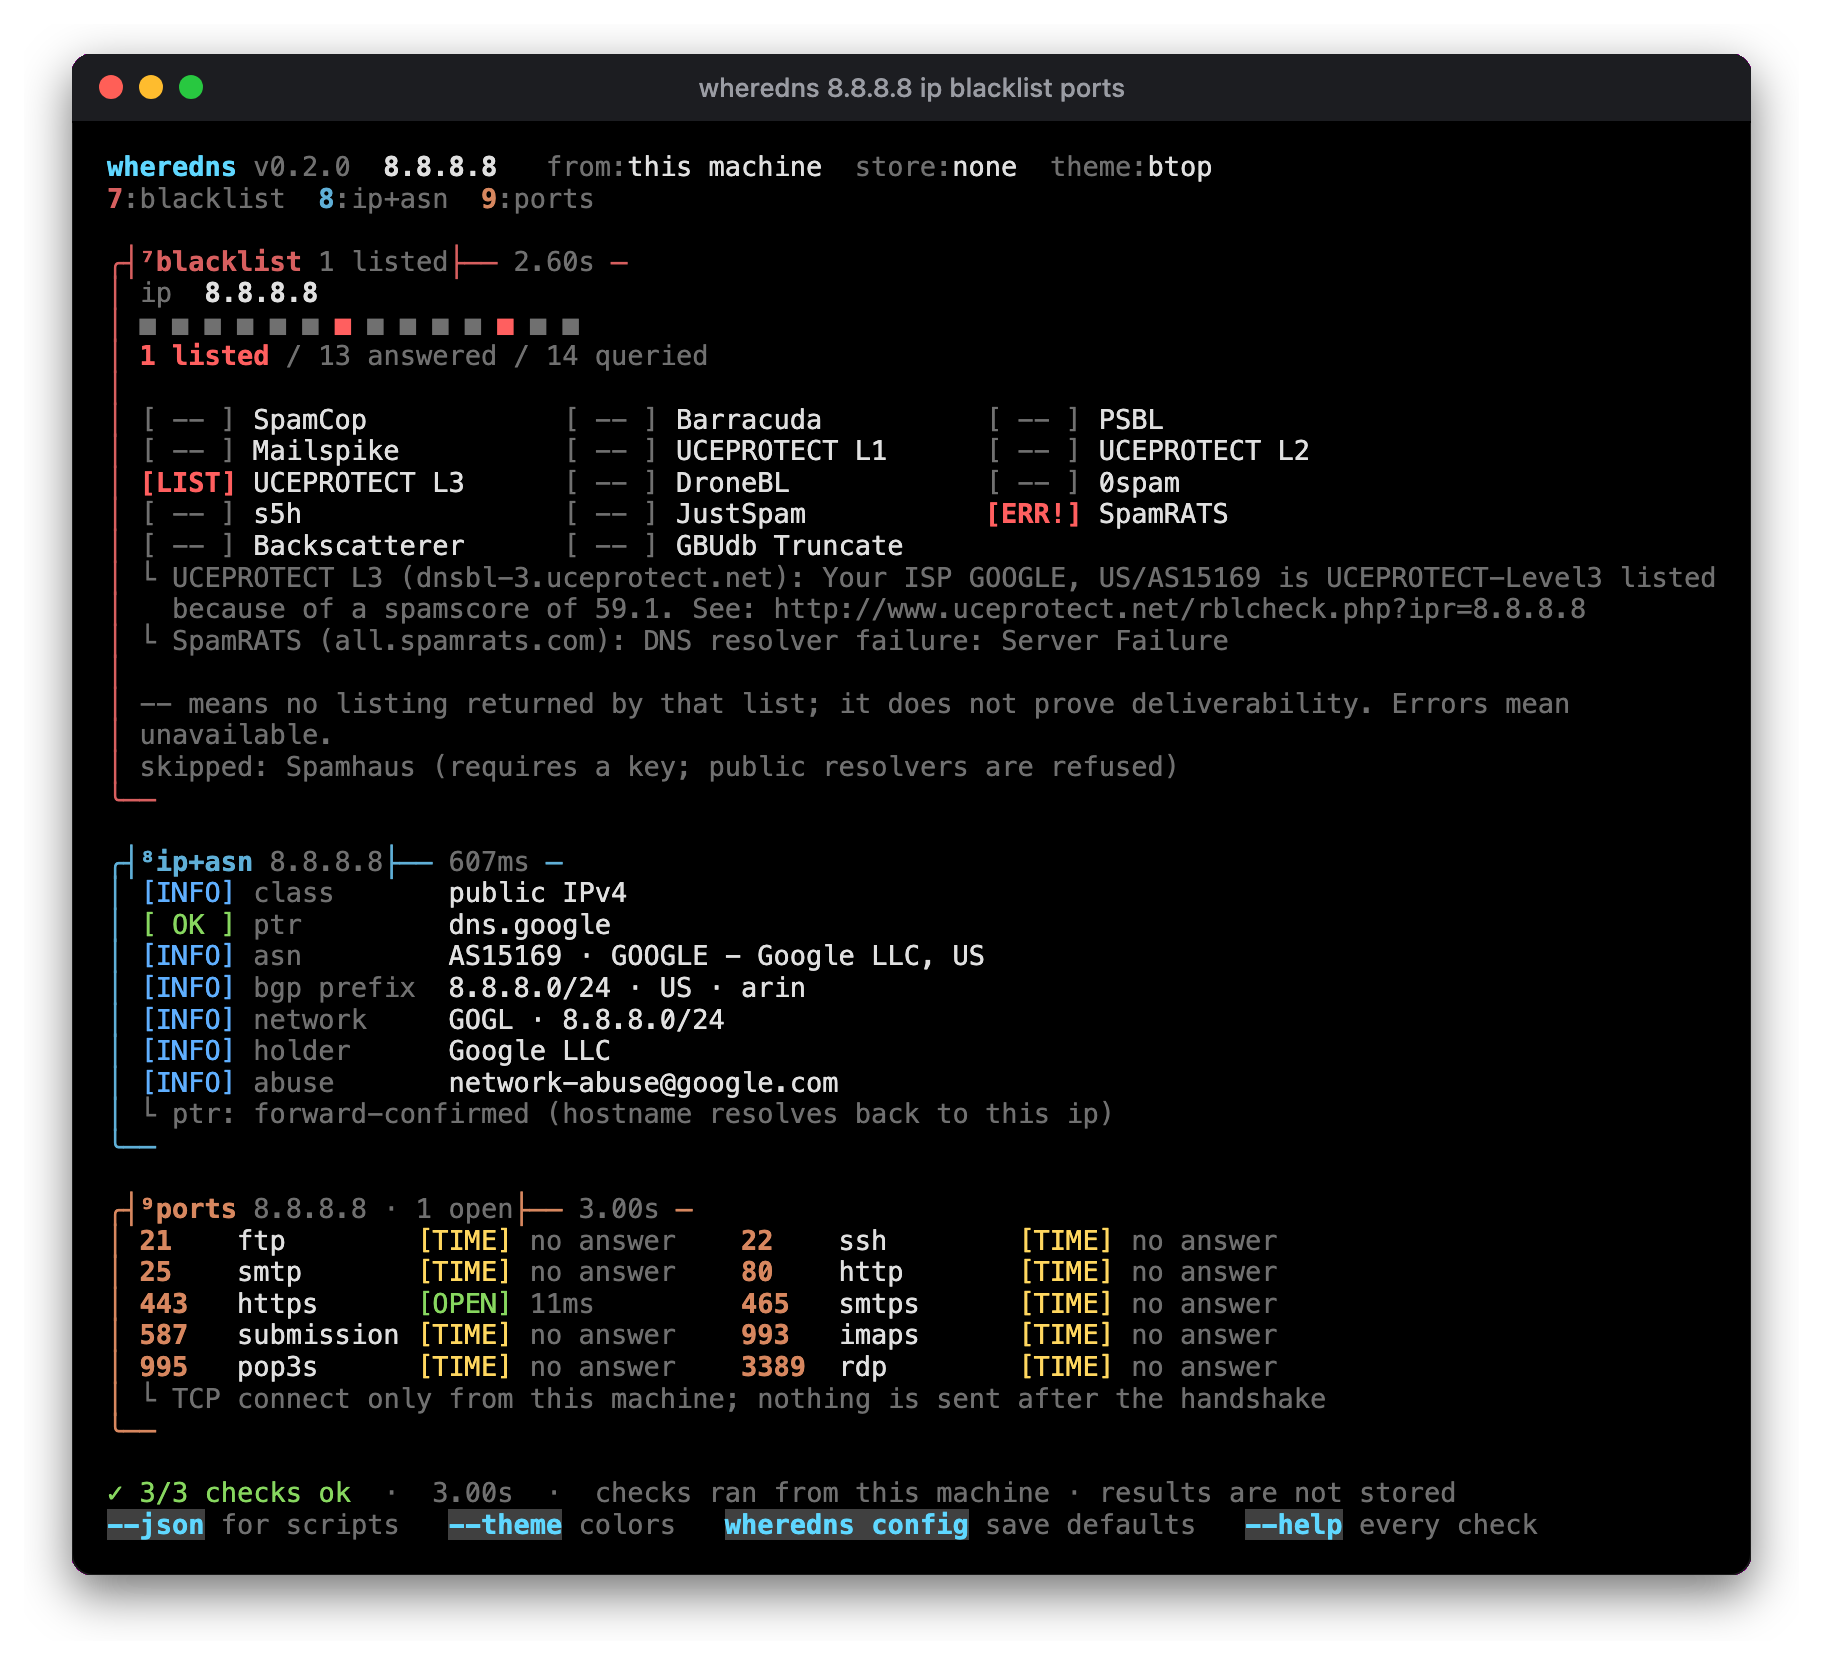 wheredns 8.8.8.8 ip blacklist ports
wheredns v0.2.0  8.8.8.8   from:this machine  store:none  theme:btop
7:blacklist  8:ip+asn  9:ports
⁷blacklist 1 listed 2.60s
ip  8.8.8.8
1 listed / 13 answered / 14 queried
[ -- ] SpamCop  [ -- ] Barracuda  [ -- ] PSBL
[ -- ] Mailspike  [ -- ] UCEPROTECT L1  [ -- ] UCEPROTECT L2
[LIST] UCEPROTECT L3  [ -- ] DroneBL  [ -- ] 0spam
[ -- ] s5h  [ -- ] JustSpam  [ERR!] SpamRATS
[ -- ] Backscatterer  [ -- ] GBUdb Truncate
└ UCEPROTECT L3 (dnsbl-3.uceprotect.net): Your ISP GOOGLE, US/AS15169 is UCEPROTECT-Level3 listed
because of a spamscore of 59.1. See: http://www.uceprotect.net/rblcheck.php?ipr=8.8.8.8
└ SpamRATS (all.spamrats.com): DNS resolver failure: Server Failure
-- means no listing returned by that list; it does not prove deliverability. Errors mean
unavailable.
skipped: Spamhaus (requires a key; public resolvers are refused)
⁸ip+asn 8.8.8.8 607ms
[INFO] class  public IPv4
[ OK ] ptr  dns.google
[INFO] asn  AS15169 · GOOGLE - Google LLC, US
[INFO] bgp prefix  8.8.8.0/24 · US · arin
[INFO] network  GOGL · 8.8.8.0/24
[INFO] holder  Google LLC
[INFO] abuse  network-abuse@google.com
└ ptr: forward-confirmed (hostname resolves back to this ip)
⁹ports 8.8.8.8 · 1 open 3.00s
21  ftp  [TIME] no answer  22  ssh  [TIME] no answer
25  smtp  [TIME] no answer  80  http  [TIME] no answer
443  https  [OPEN] 11ms  465  smtps  [TIME] no answer
587  submission [TIME] no answer  993  imaps  [TIME] no answer
995  pop3s  [TIME] no answer  3389  rdp  [TIME] no answer
└ TCP connect only from this machine; nothing is sent after the handshake
✓ 3/3 checks ok  ·  3.00s  ·  checks ran from this machine · results are not stored
--json for scripts  --theme colors  wheredns config save defaults  --help every check